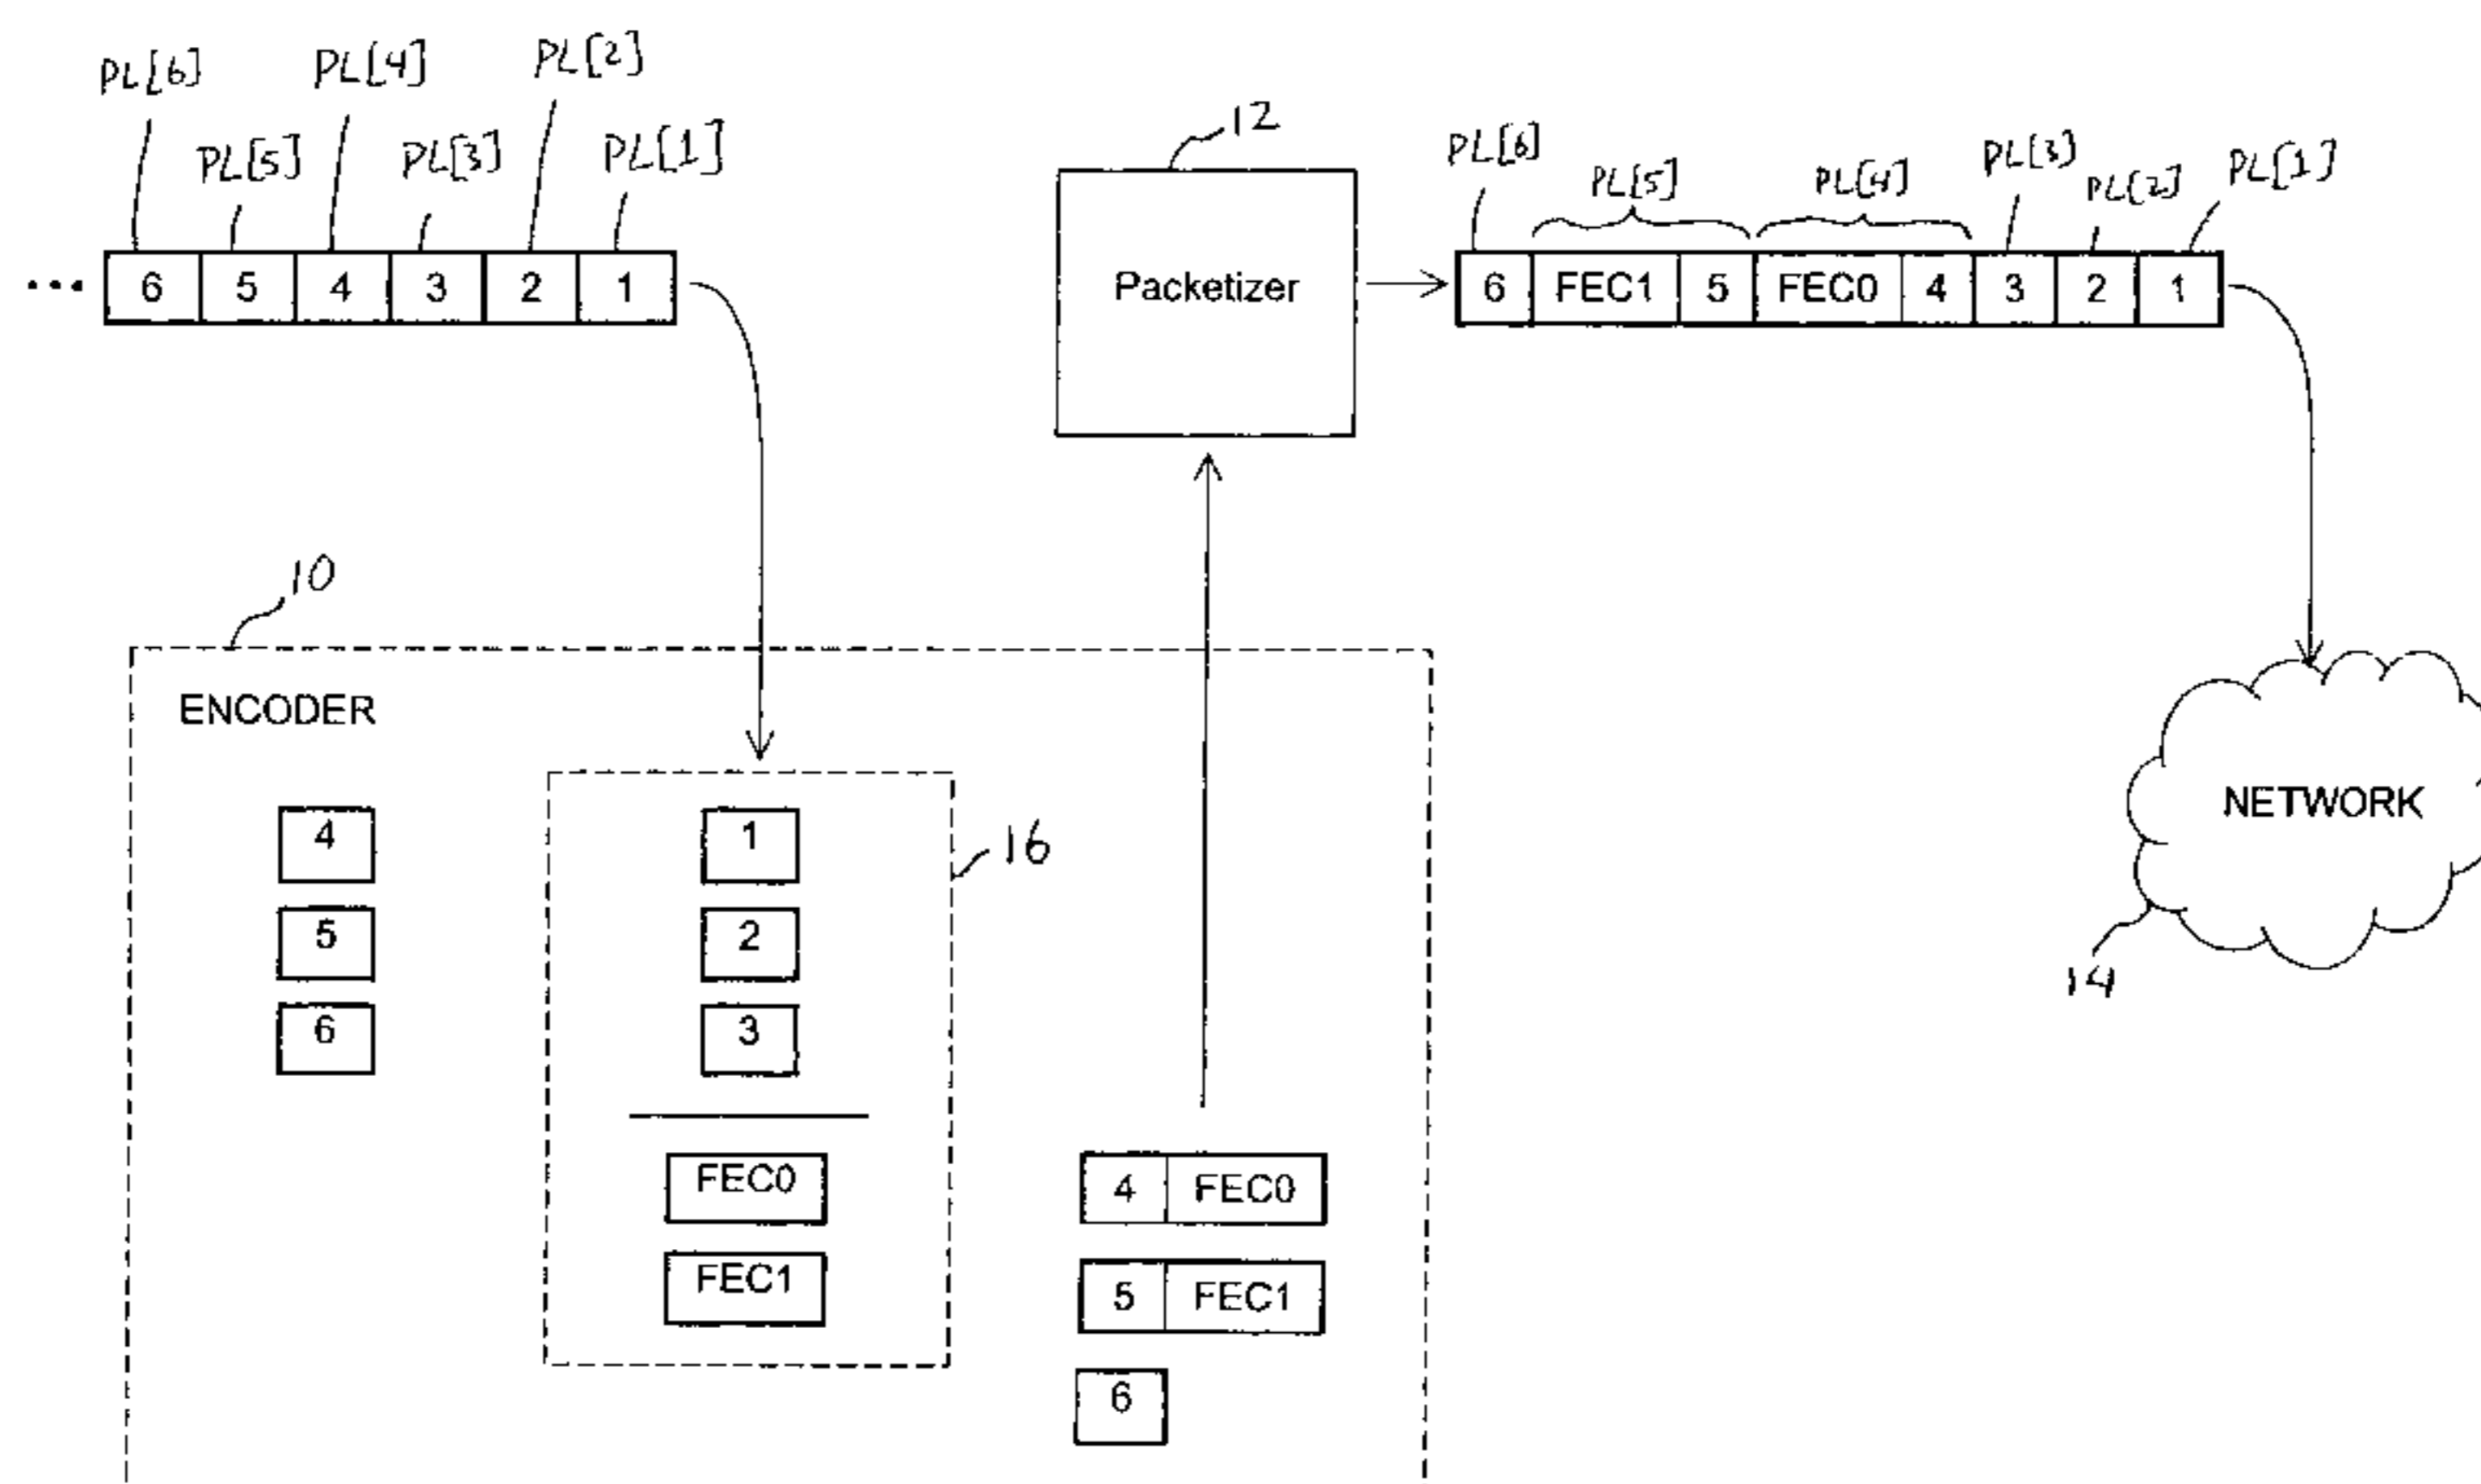 PL[6] PL[4] PL[2]
PL[5] PL[3] PL[1]
... 6 5 4 3 2 1
12
Packetizer
PL[6] PL[5] PL[4] PL[3] PL[2] PL[1]
6 FEC1 5 FEC0 4 3 2 1
10
ENCODER
4
5
6
1
2
3
FEC0
FEC1
16
4 FEC0
5 FEC1
6
NETWORK
14